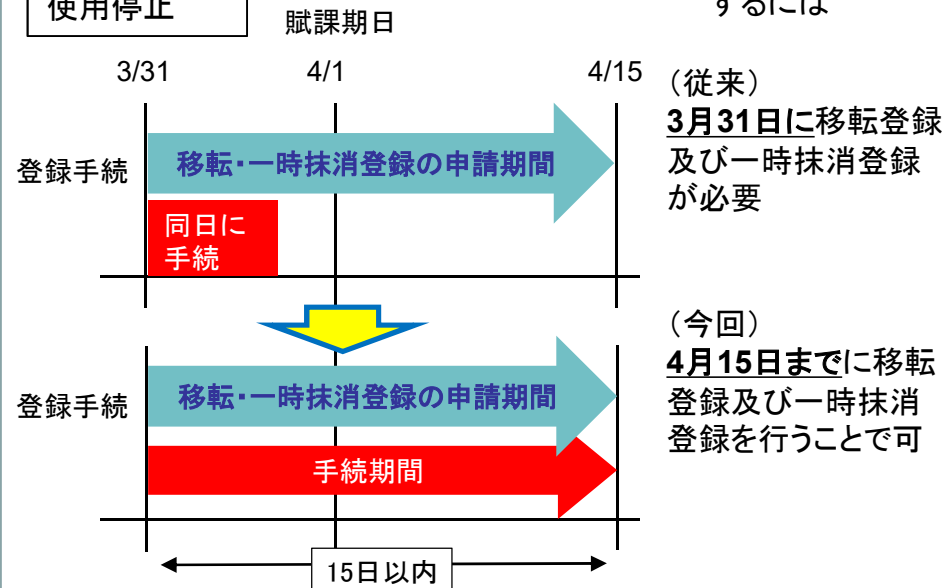 使用停止
するには
賦課期日
3/31
4/1
4/15
登録手続
移転・一時抹消登録の申請期間
同日に
手続
(従来)
3月31日に移転登録
及び一時抹消登録
が必要
登録手続
移転・一時抹消登録の申請期間
手続期間
15日以内
(今回)
4月15日までに移転
登録及び一時抹消
登録を行うことで可